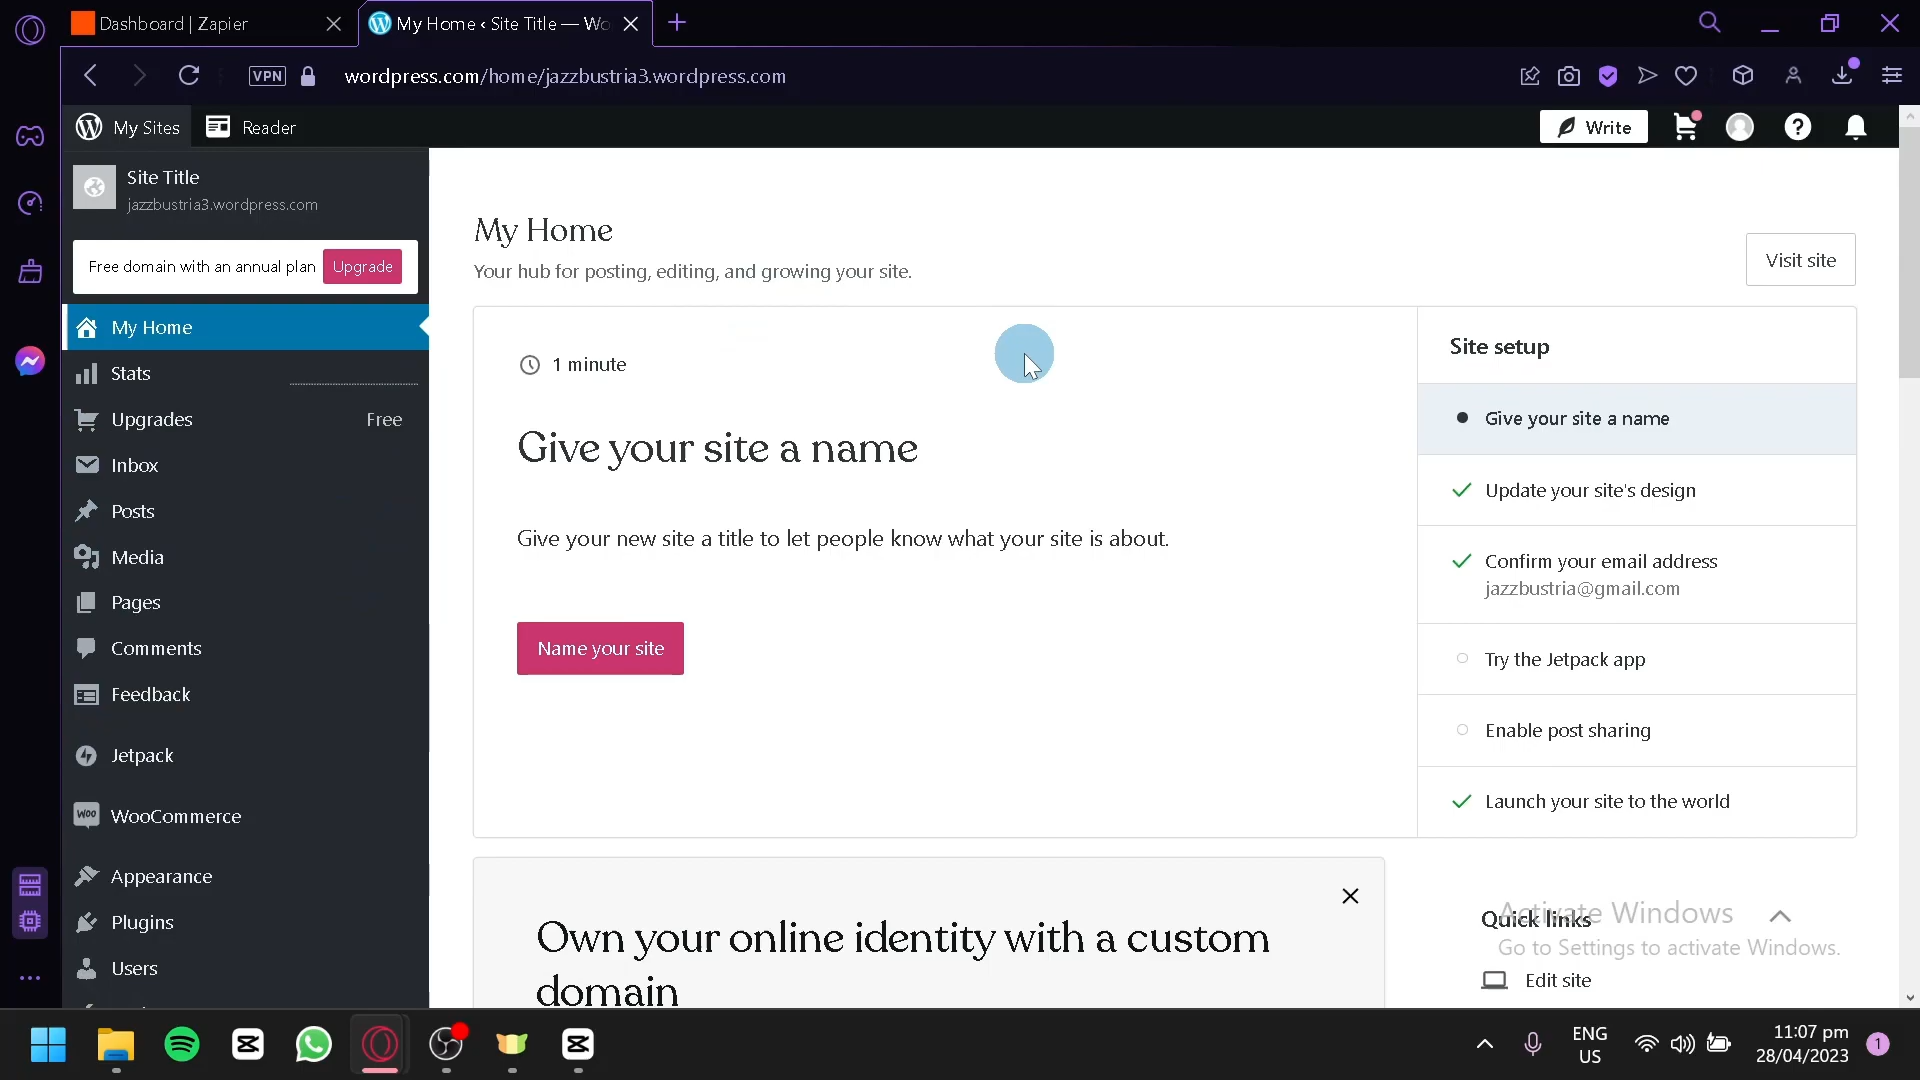 Dashboard | Zapier
My Home ‹ Site Title — Wo
VPN
wordpress.com/home/jazzbustria3.wordpress.com
My Sites
Reader
Write
Site Title
jazzbustria3.wordpress.com
Free domain with an annual plan
Upgrade
My Home
Stats
Upgrades
Free
Inbox
Posts
Media
Pages
Comments
Feedback
Jetpack
WOO
WooCommerce
Appearance
Plugins
Users
My Home
Your hub for posting, editing, and growing your site.
Visit site
1 minute
Give your site a name
Give your new site a title to let people know what your site is about.
Name your site
Site setup
Give your site a name
Update your site's design
Confirm your email address
jazzbustria@gmail.com
Try the Jetpack app
Enable post sharing
Launch your site to the world
Own your online identity with a custom
domain
Quick links
Edit site
Activate Windows
Go to Settings to activate Windows.
ENG
US
11:07 pm
28/04/2023
1